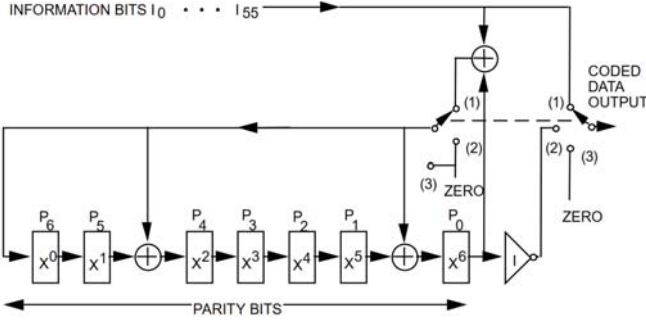 INFORMATION BITS I0 · · · I55
CODED
DATA
OUTPUT
(1)
(1)
(2)
(2)
(3)
(3)
ZERO
ZERO
P6 P5 P4 P3 P2 P1 P0
X0 X1 X2 X3 X4 X5 X6 I
PARITY BITS